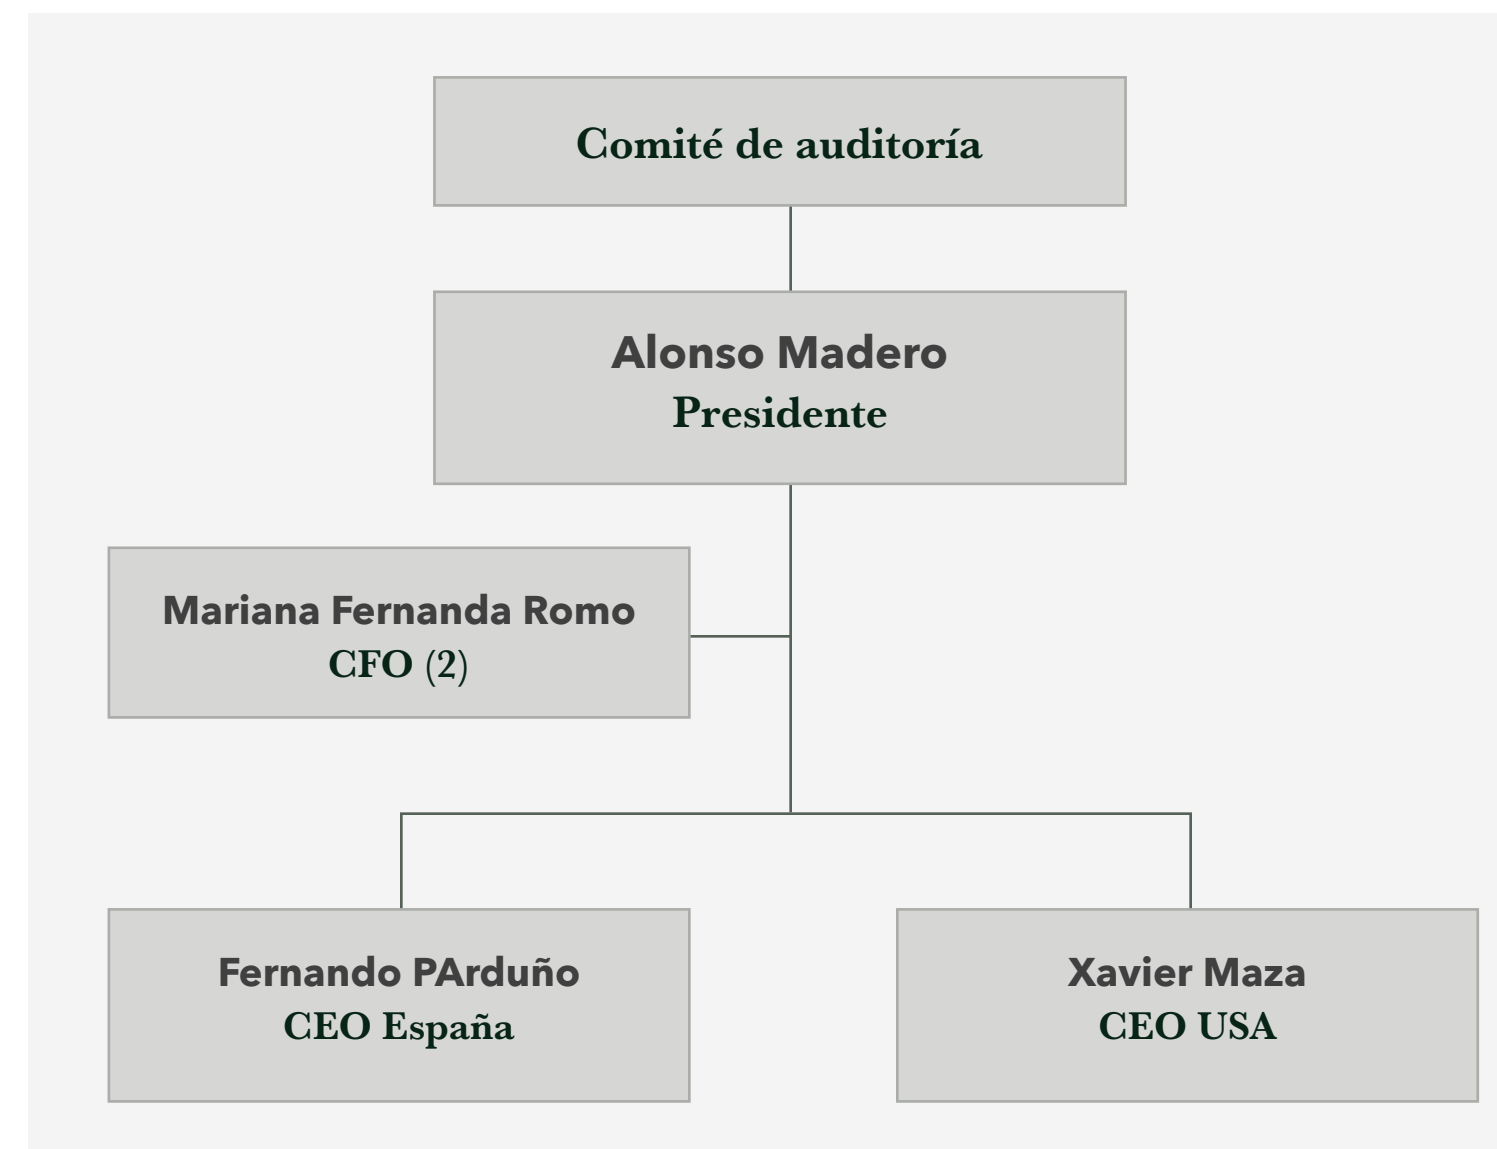 Comité de auditoría
Alonso Madero
Presidente
Mariana Fernanda Romo
CFO (2)
Fernando PArduño
CEO España
Xavier Maza
CEO USA